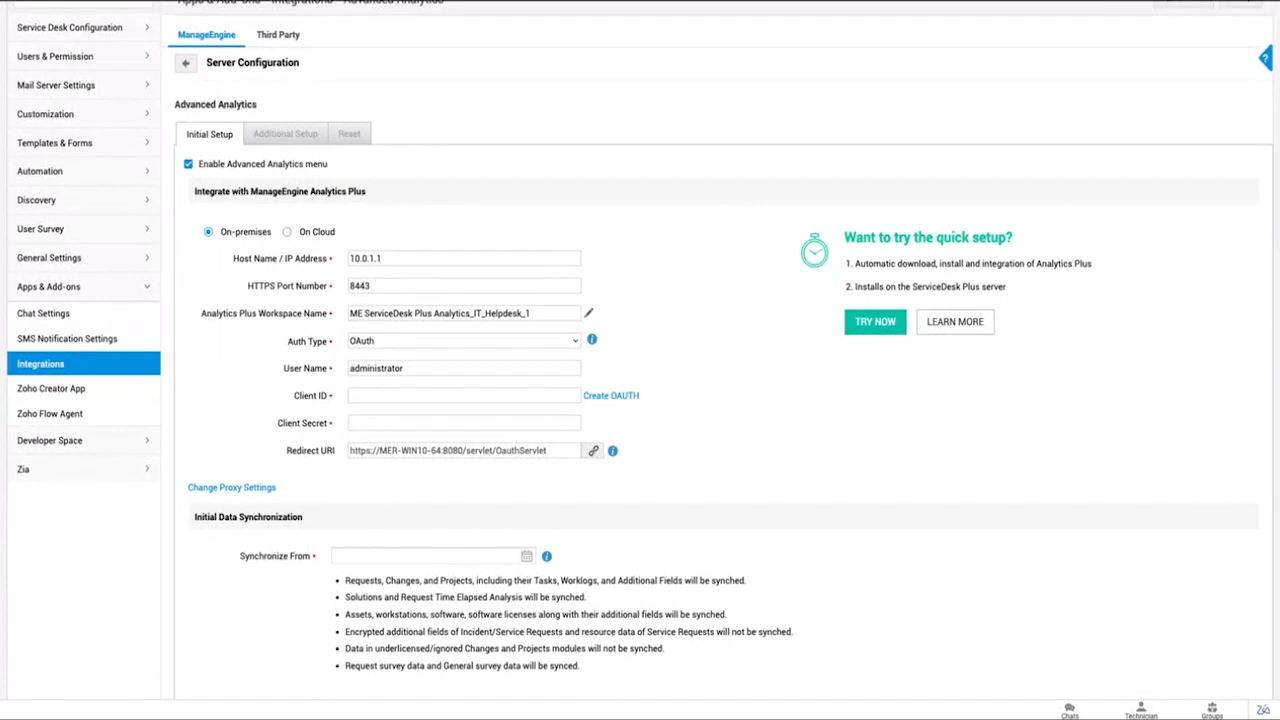 Apps & Add-ons - Integrations - Advanced Analytics
Service Desk Configuration
Users & Permission
Mail Server Settings
Customization
Templates & Forms
Automation
Discovery
User Survey
General Settings
Apps & Add-ons
Chat Settings
SMS Notification Settings
Integrations
Zoho Creator App
Zoho Flow Agent
Developer Space
Zia
ManageEngine Third Party
Server Configuration
?
Advanced Analytics
Initial Setup Additional Setup Reset
Enable Advanced Analytics menu
Integrate with ManageEngine Analytics Plus
On-premises On Cloud
Host Name / IP Address • 10.0.1.1
HTTPS Port Number • 8443
Analytics Plus Workspace Name • ME ServiceDesk Plus Analytics_IT_Helpdesk_1
Auth Type • OAuth
User Name • administrator
Client ID • Create OAUTH
Client Secret •
Redirect URI https://MER-WIN10-64:8080/servlet/OauthServlet
Change Proxy Settings
Want to try the quick setup?
1. Automatic download, install and integration of Analytics Plus
2. Installs on the ServiceDesk Plus server
TRY NOW LEARN MORE
Initial Data Synchronization
Synchronize From •
• Requests, Changes, and Projects, including their Tasks, Worklogs, and Additional Fields will be synched.
• Solutions and Request Time Elapsed Analysis will be synched.
• Assets, workstations, software, software licenses along with their additional fields will be synched.
• Encrypted additional fields of Incident/Service Requests and resource data of Service Requests will not be synched.
• Data in underlicensed/ignored Changes and Projects modules will not be synched.
• Request survey data and General survey data will be synced.
Chats Technician Groups Zia